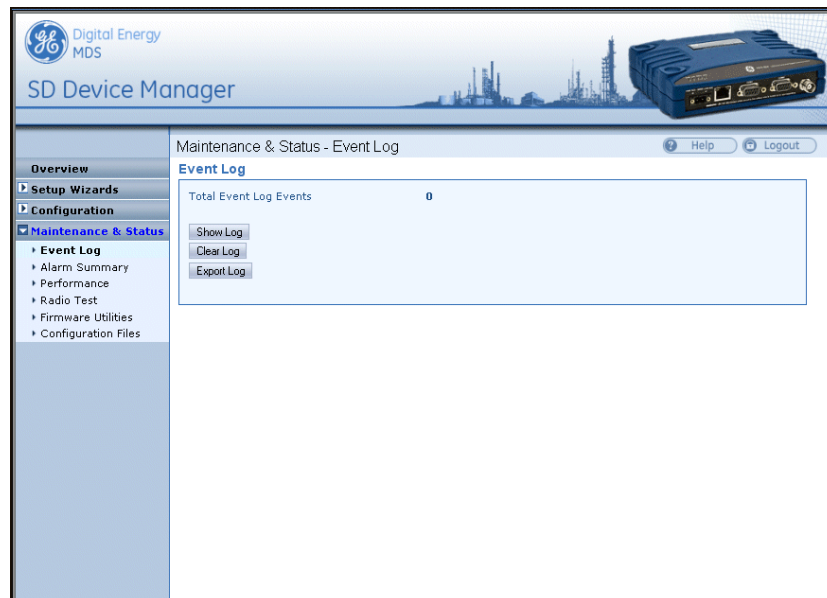 Digital Energy
MDS
SD Device Manager
Maintenance & Status - Event Log
Help
Logout
Overview
Setup Wizards
Configuration
Maintenance & Status
Event Log
Alarm Summary
Performance
Radio Test
Firmware Utilities
Configuration Files
Event Log
Total Event Log Events 0
Show Log
Clear Log
Export Log